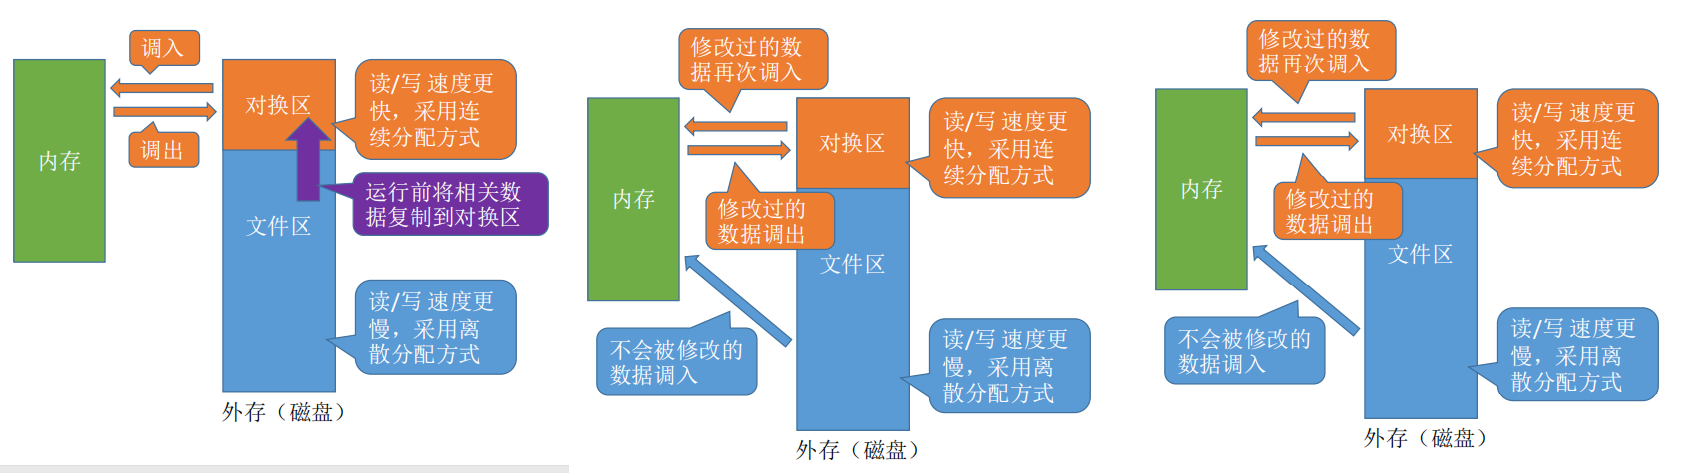 调入
内存
调出
对换区
读/写 速度更
快，采用连
续分配方式
运行前将相关数
据复制到对换区
文件区
读/写 速度更
慢，采用离
散分配方式
外存（磁盘）
修改过的数
据再次调入
内存
对换区
读/写 速度更
快，采用连
续分配方式
修改过的
数据调出
文件区
不会被修改的
数据调入
读/写 速度更
慢，采用离
散分配方式
外存（磁盘）
修改过的数
据再次调入
内存
对换区
读/写 速度更
快，采用连
续分配方式
修改过的
数据调出
文件区
不会被修改的
数据调入
读/写 速度更
慢，采用离
散分配方式
外存（磁盘）